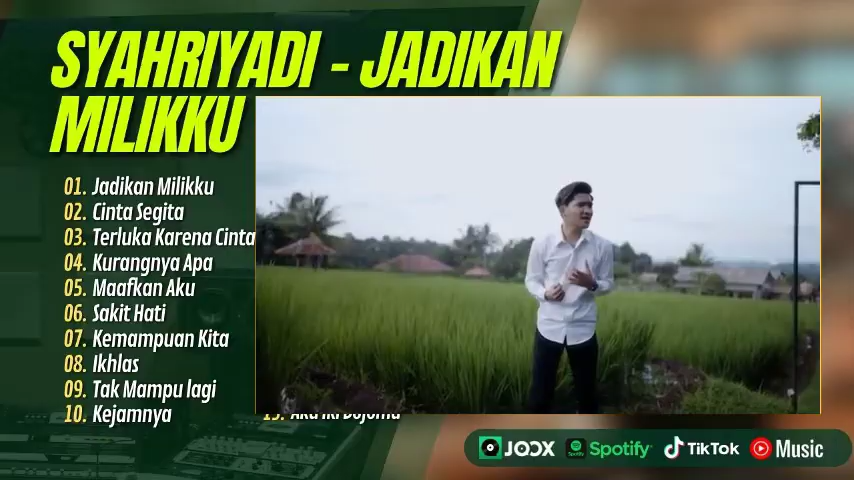 SYAHRIYADI - JADIKAN
MILIKKU
01. Jadikan Milikku
02. Cinta Segita
03. Terluka Karena Cinta
04. Kurangnya Apa
05. Maafkan Aku
06. Sakit Hati
07. Kemampuan Kita
08. Ikhlas
09. Tak Mampu lagi
10. Kejamnya
JOOX Spotify TikTok Music